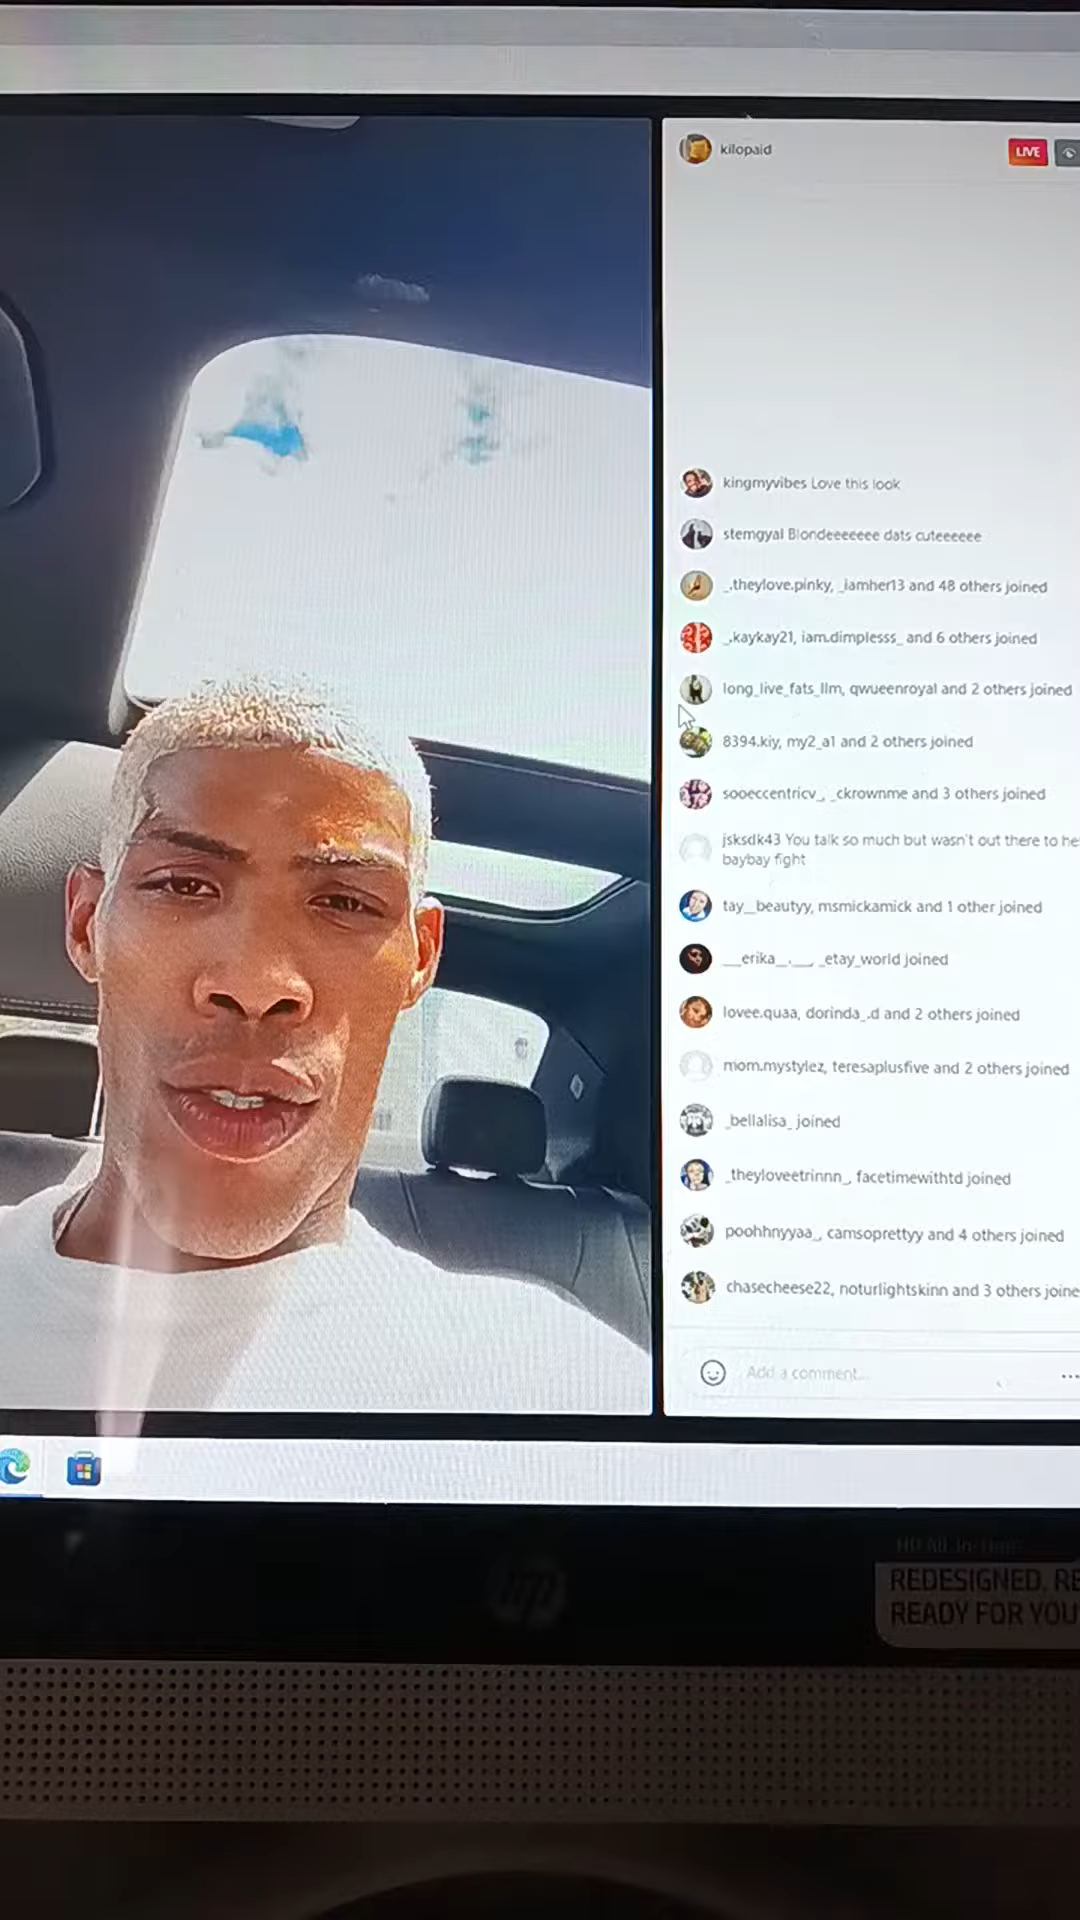 kilopaid
LIVE
kingmyvibes Love this look
stemgyal Blondeeeeeee dats cuteeeeee
_.theylove.pinky, _iamher13 and 48 others joined
_.kaykay21, iam.dimplesss_ and 6 others joined
long_live_fats_llm, qwueenroyal and 2 others joined
8394.kiy, my2_a1 and 2 others joined
sooeccentricv_, _ckrownme and 3 others joined
jsksdk43 You talk so much but wasn't out there to he
baybay fight
tay__beautyy, msmickamick and 1 other joined
__erika__.__, _etay_world joined
lovee.quaa, dorinda_.d and 2 others joined
mom.mystylez, teresaplusfive and 2 others joined
_bellalisa_ joined
_theyloveetrinnn_, facetimewithtd joined
poohhnyyaa_, camsoprettyy and 4 others joined
chasecheese22, noturlightskinn and 3 others joine
Add a comment...
hp
REDESIGNED. RE
READY FOR YOU